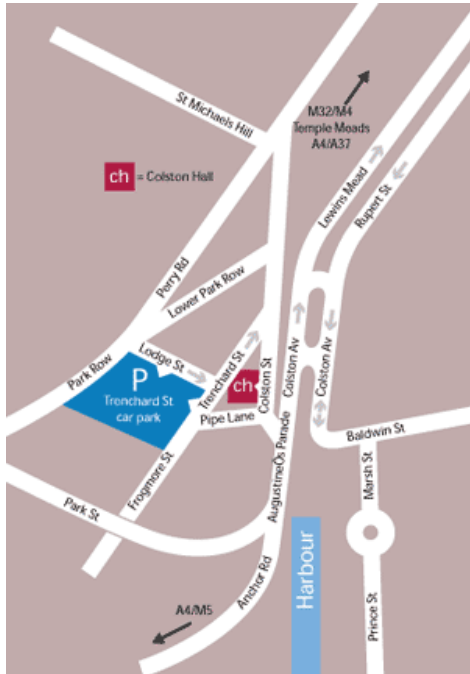 St Michaels Hill
M32/M4
Temple Meads
A4/A37
ch = Colston Hall
Lewins Mead
Rupert St
Perry Rd
Lower Park Row
Park Row
Lodge St
Trenchard St
P
Trenchard St
car park
ch
Colston St
Colston Av
Colston Av
Pipe Lane
AugustineÕs Parade
Baldwin St
Frogmore St
Marsh St
Park St
Anchor Rd
Harbour
Prince St
A4/M5